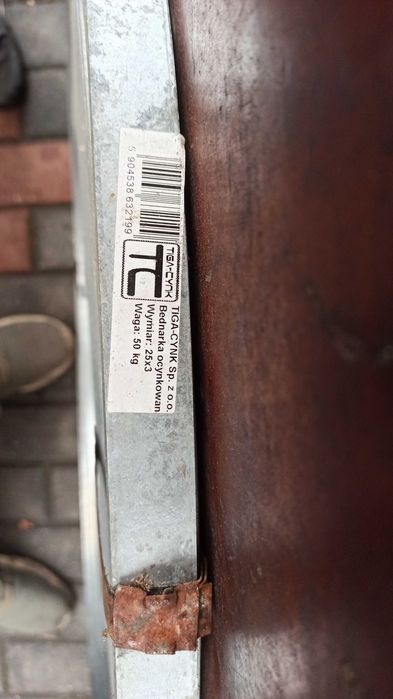 5 904538 632199
TC
TIGA-CYNK
TIGA-CYNK Sp. z o.o.
Bednarka ocynkowan
Wymiar: 25x3
Waga: 50 kg